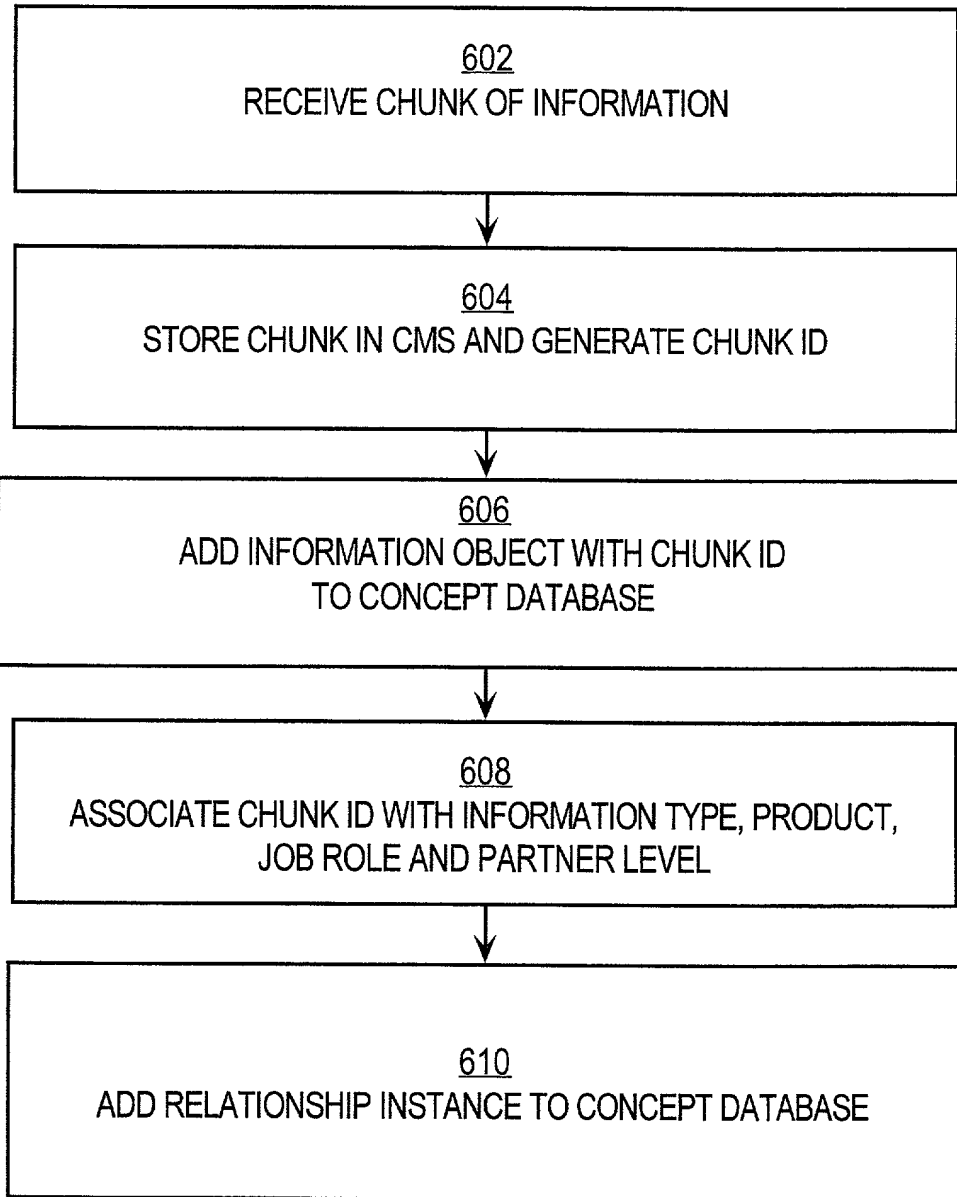 602
RECEIVE CHUNK OF INFORMATION
604
STORE CHUNK IN CMS AND GENERATE CHUNK ID
606
ADD INFORMATION OBJECT WITH CHUNK ID
TO CONCEPT DATABASE
608
ASSOCIATE CHUNK ID WITH INFORMATION TYPE, PRODUCT,
JOB ROLE AND PARTNER LEVEL
610
ADD RELATIONSHIP INSTANCE TO CONCEPT DATABASE